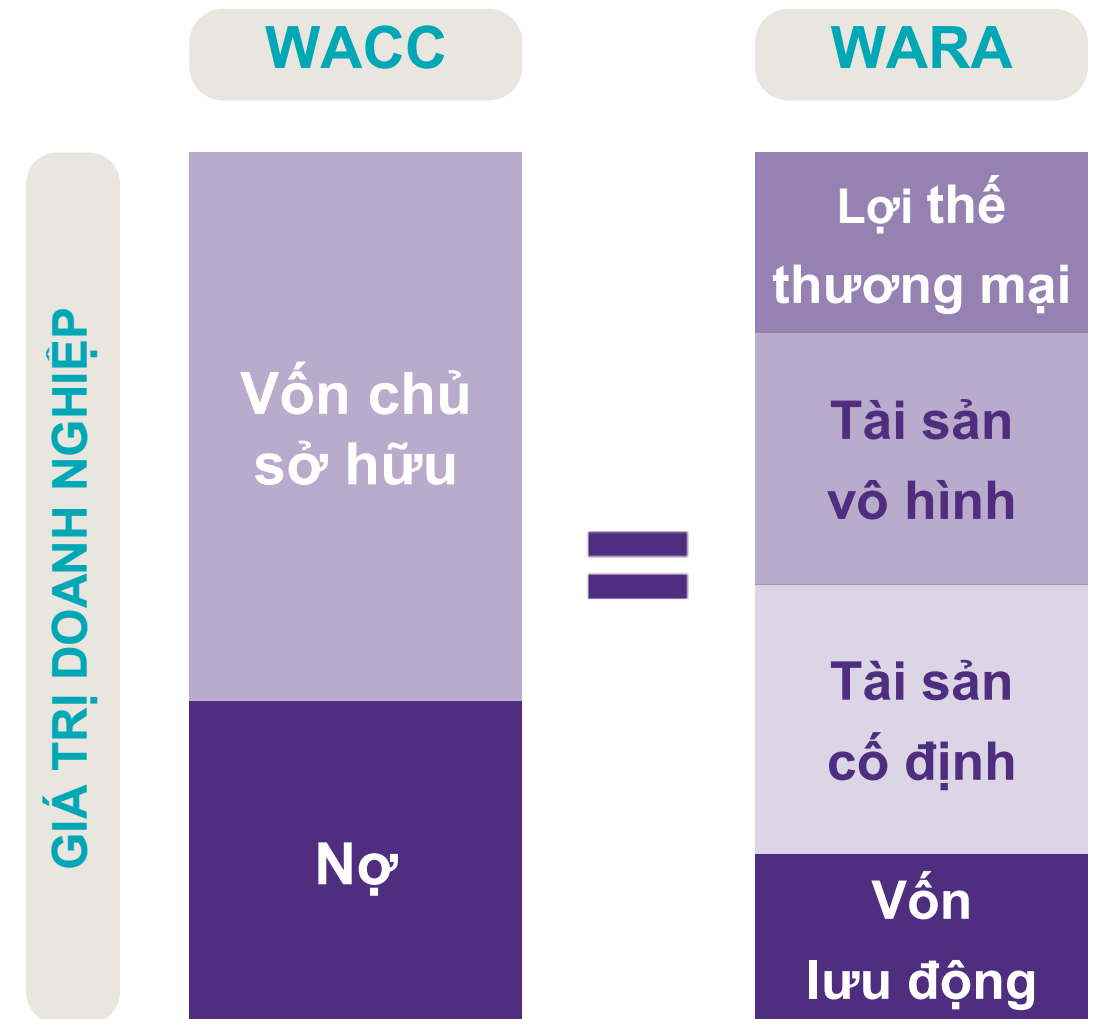 WACC
WARA
GIÁ TRỊ DOANH NGHIỆP
Vốn chủ
sở hữu
Nợ
Lợi thế
thương mại
Tài sản
vô hình
Tài sản
cố định
Vốn
lưu động